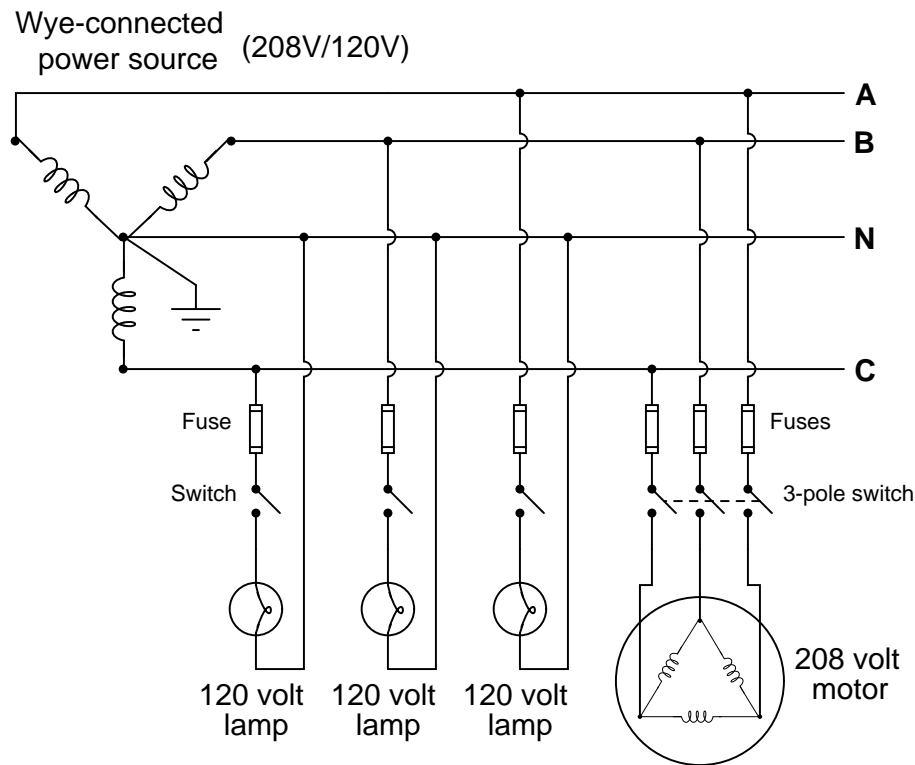 Wye-connected
power source
(208V/120V)
A
B
N
C
Fuse
Fuses
Switch
3-pole switch
120 volt
lamp
120 volt
lamp
120 volt
lamp
208 volt
motor